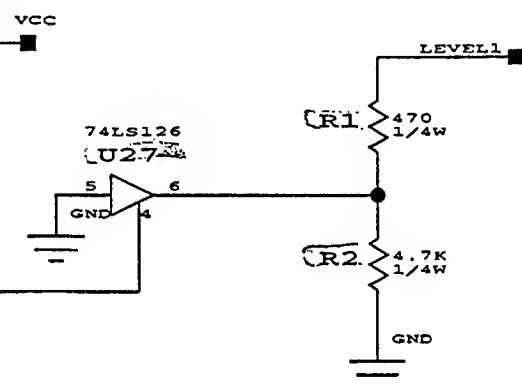 VCC
LEVEL1
R1
470
1/4W
74LS126
U27
5
6
GND
4
R2
4.7K
1/4W
GND